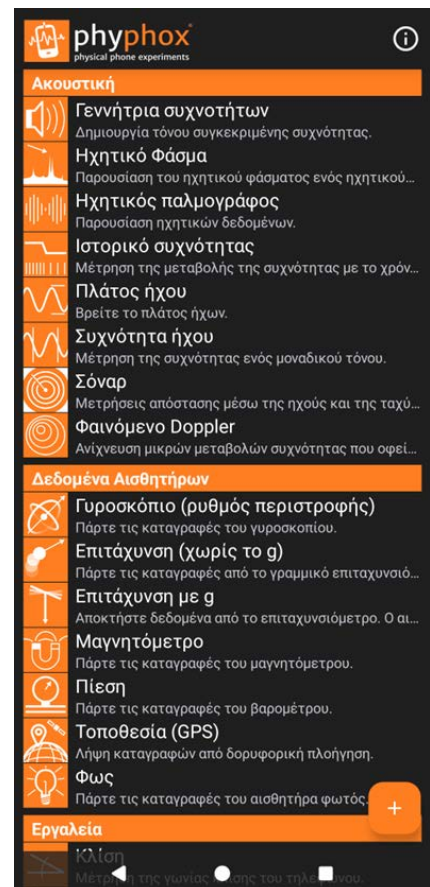 phyphox®
physical phone experiments
Ακουστική
Γεννήτρια συχνοτήτων
Δημιουργία τόνου συγκεκριμένης συχνότητας.
Ηχητικό Φάσμα
Παρουσίαση του ηχητικού φάσματος ενός ηχητικού...
Ηχητικός παλμογράφος
Παρουσίαση ηχητικών δεδομένων.
Ιστορικό συχνότητας
Μέτρηση της μεταβολής της συχνότητας με το χρόν...
Πλάτος ήχου
Βρείτε το πλάτος ήχων.
Συχνότητα ήχου
Μέτρηση της συχνότητας ενός μοναδικού τόνου.
Σόναρ
Μετρήσεις απόστασης μέσω της ηχούς και της ταχύ...
Φαινόμενο Doppler
Ανίχνευση μικρών μεταβολών συχνότητας που οφεί...
Δεδομένα Αισθητήρων
Γυροσκόπιο (ρυθμός περιστροφής)
Πάρτε τις καταγραφές του γυροσκοπίου.
Επιτάχυνση (χωρίς το g)
Πάρτε τις καταγραφές από το γραμμικό επιταχυνσιό...
Επιτάχυνση με g
Αποκτήστε δεδομένα από το επιταχυνσιόμετρο. Ο αι...
Μαγνητόμετρο
Πάρτε τις καταγραφές του μαγνητόμετρου.
Πίεση
Πάρτε τις καταγραφές του βαρομέτρου.
Τοποθεσία (GPS)
Λήψη καταγραφών από δορυφορική πλοήγηση.
Φως
Πάρτε τις καταγραφές του αισθητήρα φωτός.
+
Εργαλεία
Κλίση
Μέτρηση της γωνίας κλίσης του τηλεφώνου.